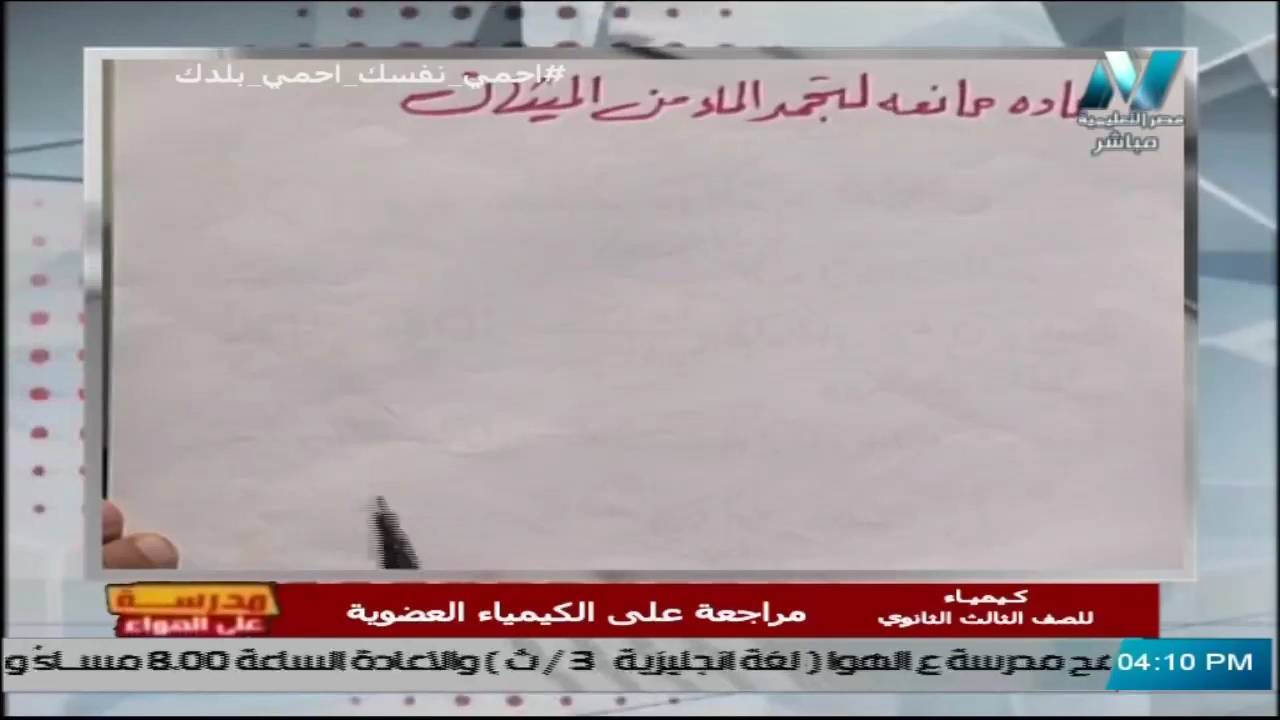 #احمي_نفسك_احمي_بلدك
ماده مانعه لتجمد الماء من الميثان
مصر التعليمية
مباشر
كيمياء
للصف الثالث الثانوي
مراجعة على الكيمياء العضوية
مدرسة
على الهواء
مدرسة ع الهوا ( لغة انجليزية 3 / ث ) والاعادة الساعة 8.00 مساءً و
04:10 PM